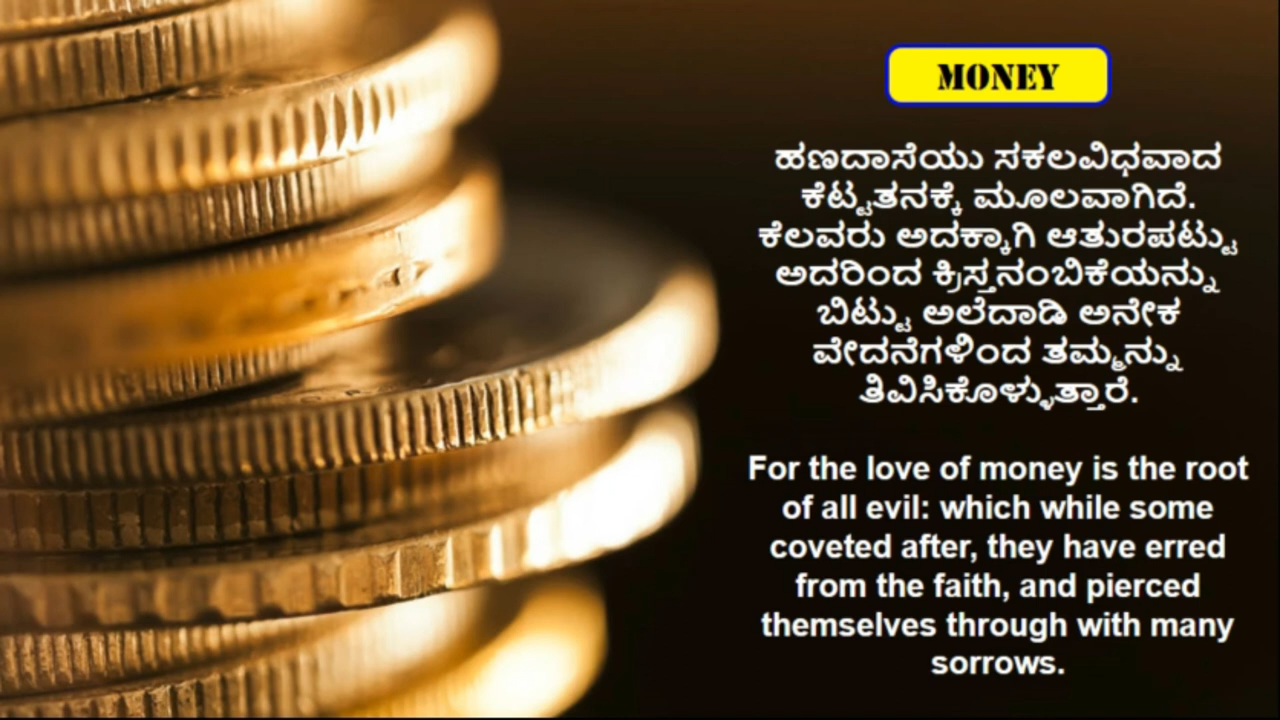 MONEY
ಹಣದಾಸೆಯು ಸಕಲವಿಧವಾದ
ಕೆಟ್ಟತನಕ್ಕೆ ಮೂಲವಾಗಿದೆ.
ಕೆಲವರು ಅದಕ್ಕಾಗಿ ಆತುರಪಟ್ಟು
ಅದರಿಂದ ಕ್ರಿಸ್ತನಂಬಿಕೆಯನ್ನು
ಬಿಟ್ಟು ಅಲೆದಾಡಿ ಅನೇಕ
ವೇದನೆಗಳಿಂದ ತಮ್ಮನ್ನು
ತಿವಿಸಿಕೊಳ್ಳುತ್ತಾರೆ.
For the love of money is the root
of all evil: which while some
coveted after, they have erred
from the faith, and pierced
themselves through with many
sorrows.